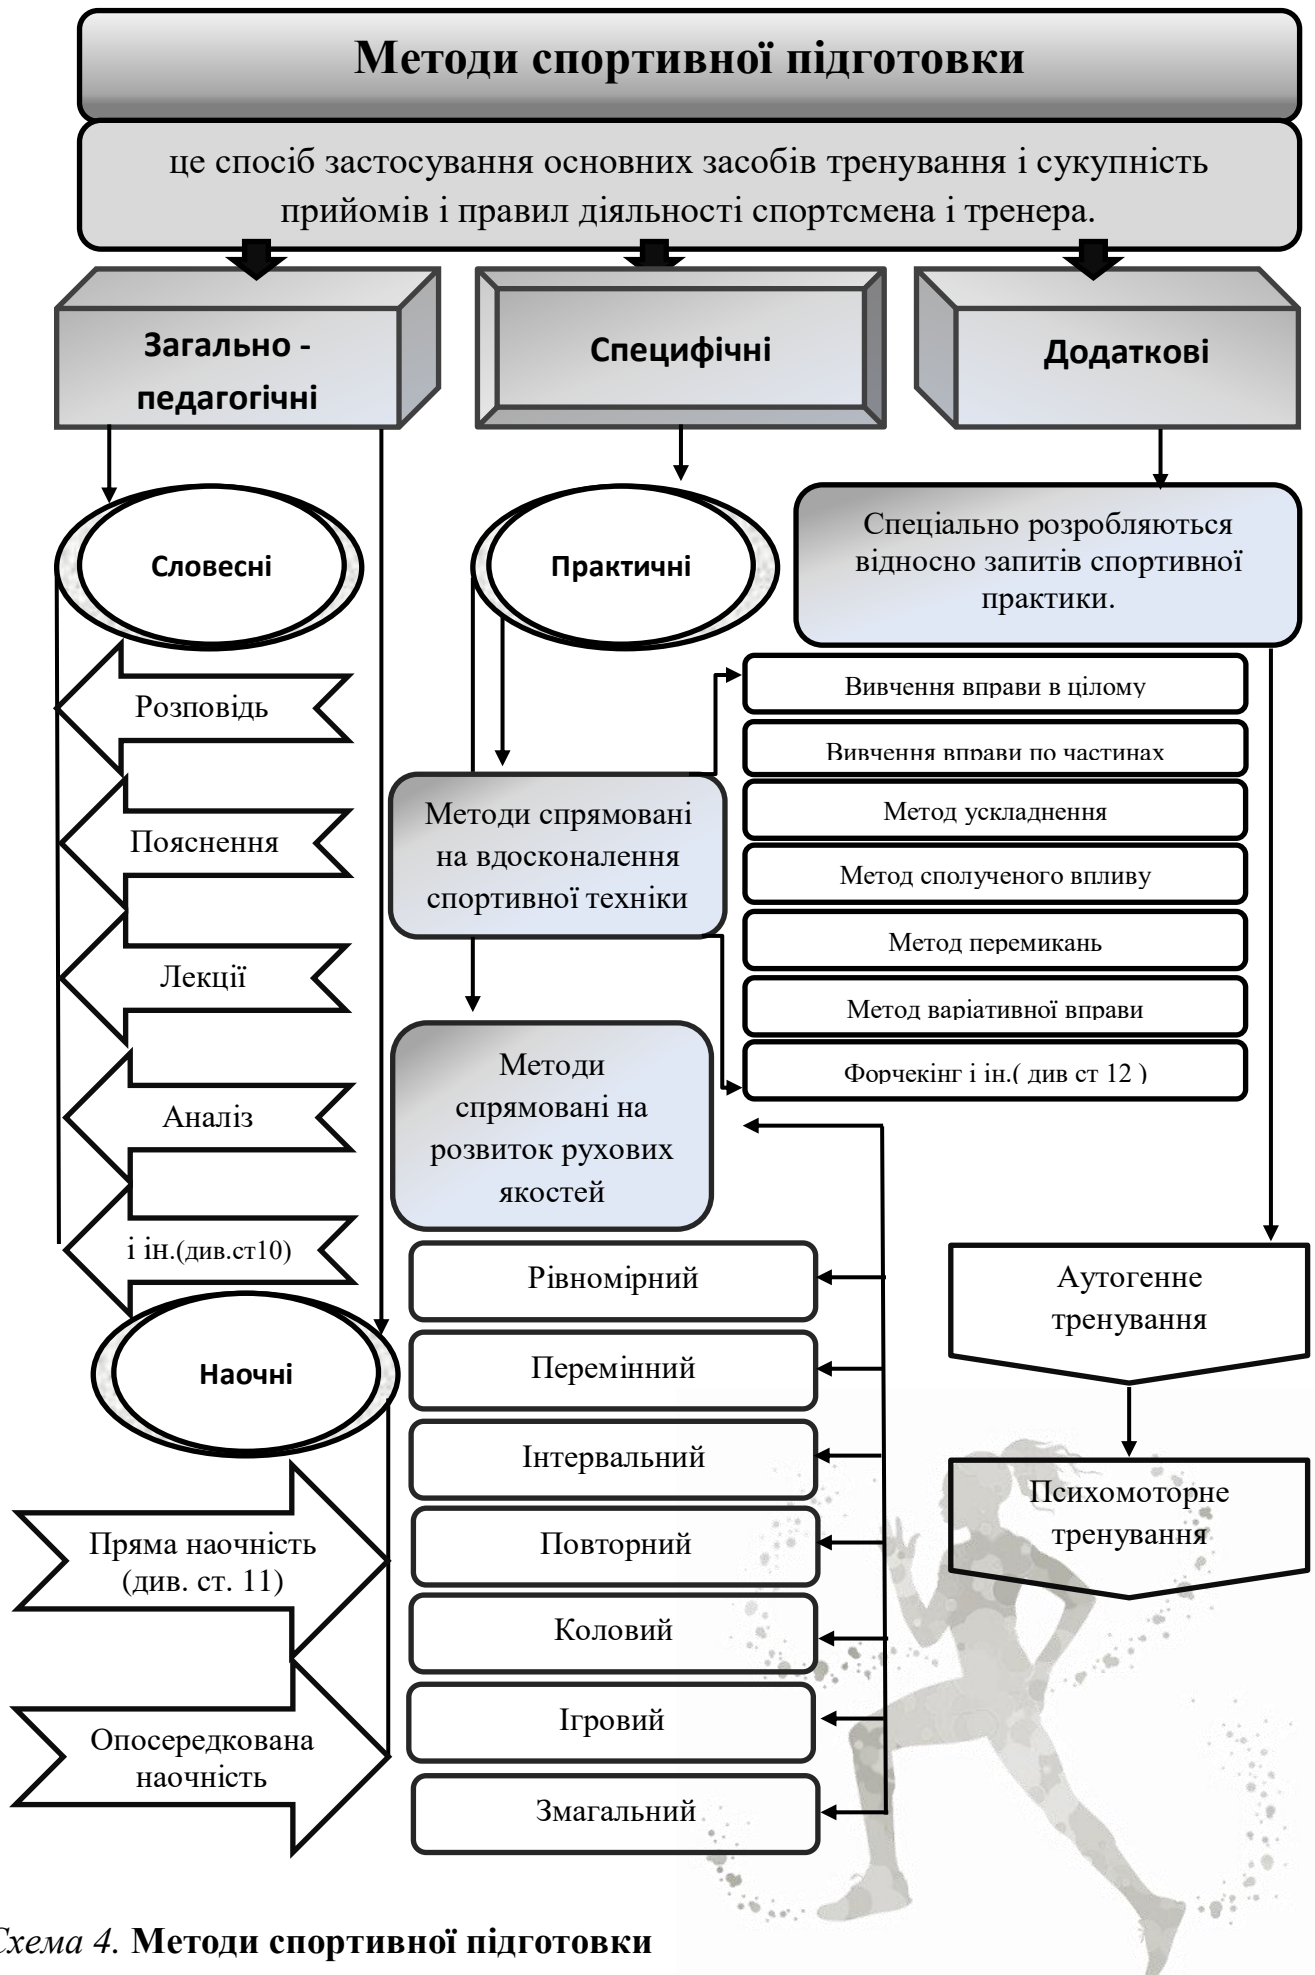 Методи спортивної підготовки
це спосіб застосування основних засобів тренування і сукупність
прийомів і правил діяльності спортсмена і тренера.
Загально -
педагогічні
Специфічні
Додаткові
Словесні
Розповідь
Пояснення
Лекції
Аналіз
і ін.(див.ст10)
Наочні
Пряма наочність
(див. ст. 11)
Опосередкована
наочність
Практичні
Методи спрямовані
на вдосконалення
спортивної техніки
Вивчення вправи в цілому
Вивчення вправи по частинах
Метод ускладнення
Метод сполученого впливу
Метод перемикань
Метод варіативної вправи
Форчекінг і ін.( див ст 12 )
Методи
спрямовані на
розвиток рухових
якостей
Рівномірний
Перемінний
Інтервальний
Повторний
Коловий
Ігровий
Змагальний
Спеціально розробляються
відносно запитів спортивної
практики.
Аутогенне
тренування
Психомоторне
тренування
Схема 4. Методи спортивної підготовки